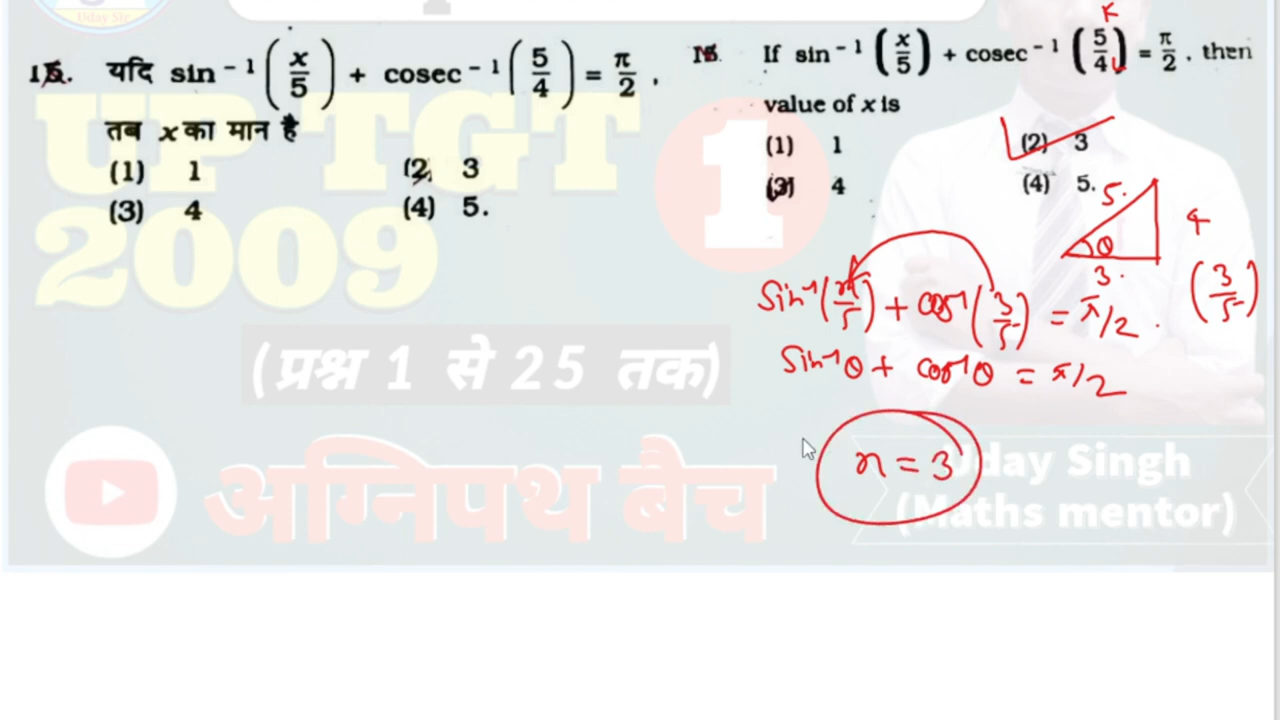 Uday Sir
15. यदि sin⁻¹ (x/5) + cosec⁻¹ (5/4) = π/2 ,
तब x का मान है
(1) 1 (2) 3
(3) 4 (4) 5.
If sin⁻¹ (x/5) + cosec⁻¹ (5/4) = π/2 . then
value of x is
(1) 1 (2) 3
(3) 4 (4) 5.
5.
4
θ
3.
(3/5)
sin⁻¹(x/5) + cos⁻¹(3/5) = π/2 .
sin⁻¹θ + cos⁻¹θ = π/2
x = 3
UP TGT
2009
1
(प्रश्न 1 से 25 तक)
अग्निपथ बैच
Uday Singh
(Maths mentor)